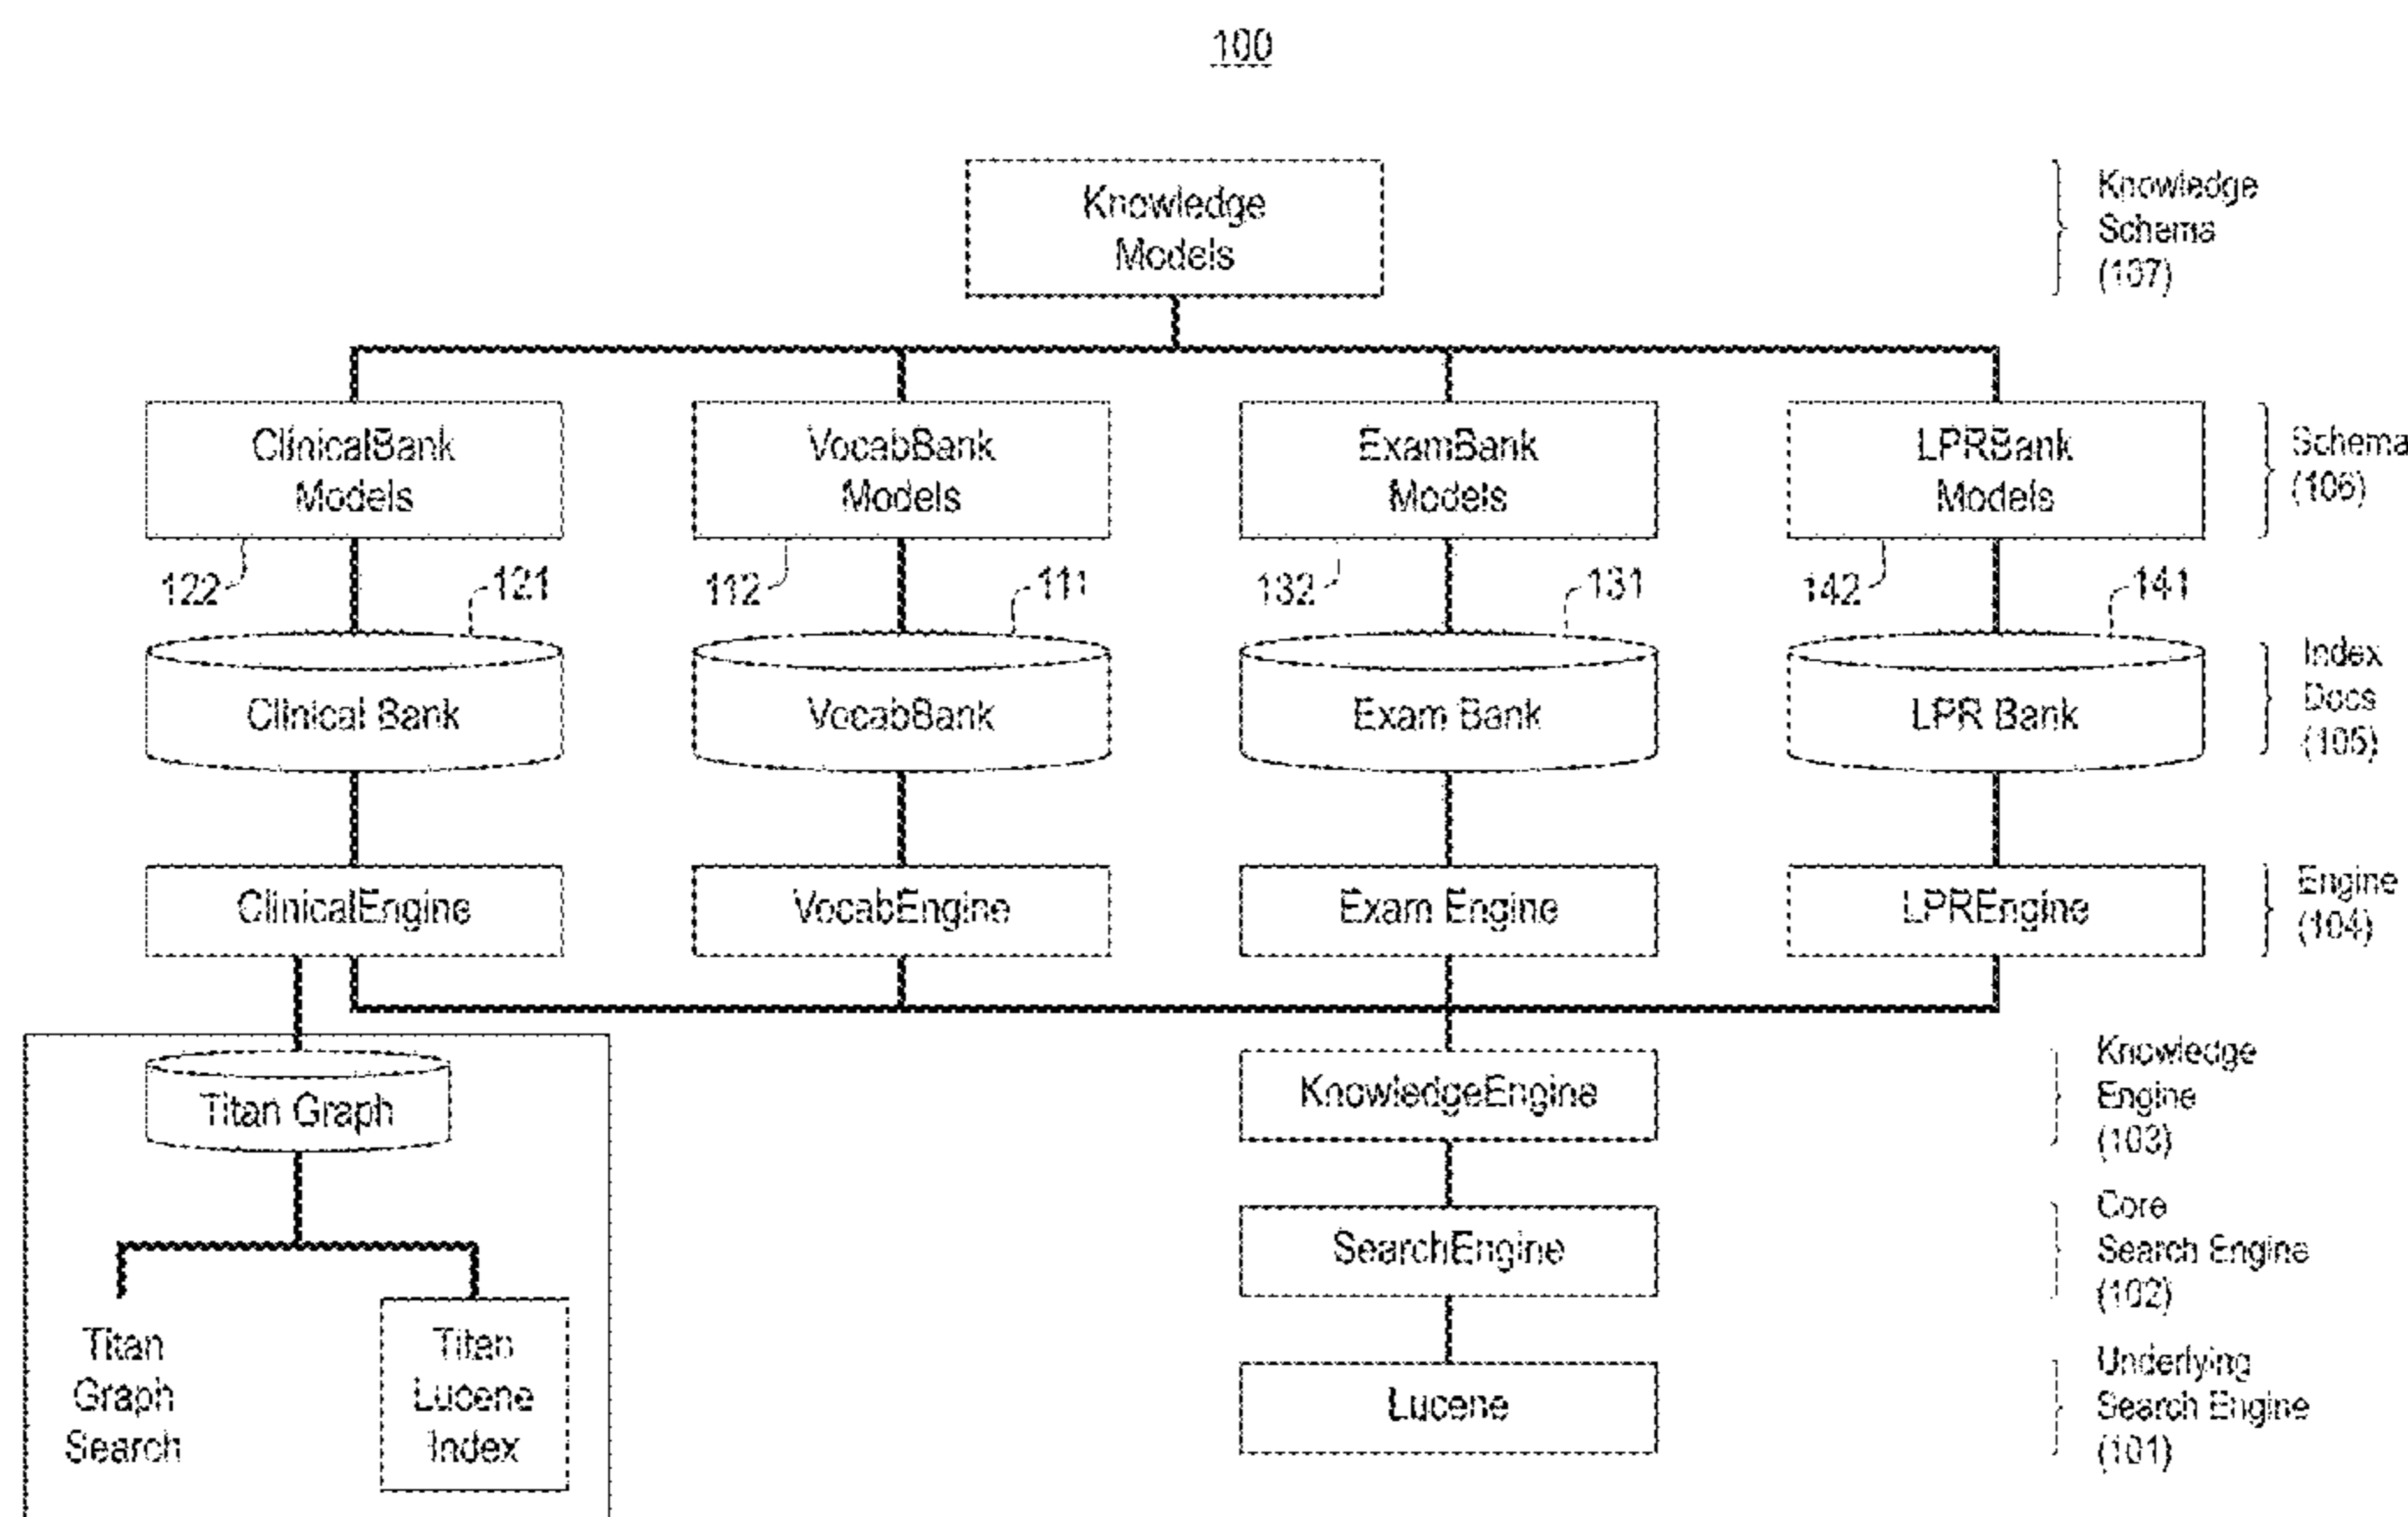 100
Knowledge
Models
Knowledge
Schema
(107)
ClinicalBank
Models
VocabBank
Models
ExamBank
Models
LPRBank
Models
Schema
(106)
122
121
112
111
132
131
142
141
Clinical Bank
VocabBank
Exam Bank
LPR Bank
Index
Docs
(105)
ClinicalEngine
VocabEngine
Exam Engine
LPREngine
Engine
(104)
Titan Graph
KnowledgeEngine
Knowledge
Engine
(103)
SearchEngine
Core
Search Engine
(102)
Titan
Graph
Search
Titan
Lucene
Index
Lucene
Underlying
Search Engine
(101)